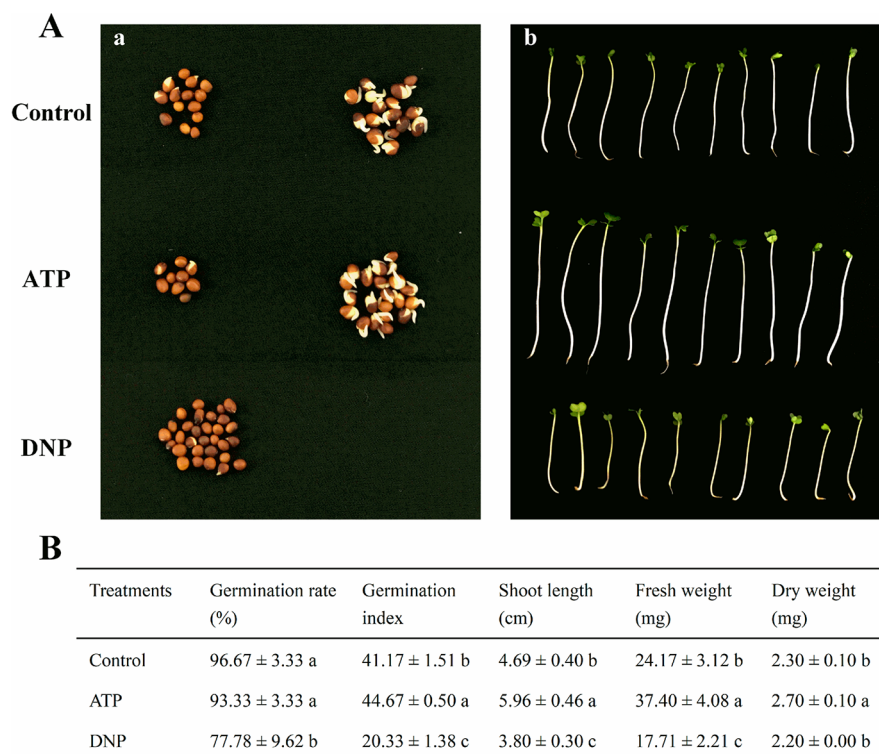 A
a
b
Control
ATP
DNP
B
Treatments Germination rate (%) Germination index Shoot length (cm) Fresh weight (mg) Dry weight (mg)
Control 96.67 ± 3.33 a 41.17 ± 1.51 b 4.69 ± 0.40 b 24.17 ± 3.12 b 2.30 ± 0.10 b
ATP 93.33 ± 3.33 a 44.67 ± 0.50 a 5.96 ± 0.46 a 37.40 ± 4.08 a 2.70 ± 0.10 a
DNP 77.78 ± 9.62 b 20.33 ± 1.38 c 3.80 ± 0.30 c 17.71 ± 2.21 c 2.20 ± 0.00 b